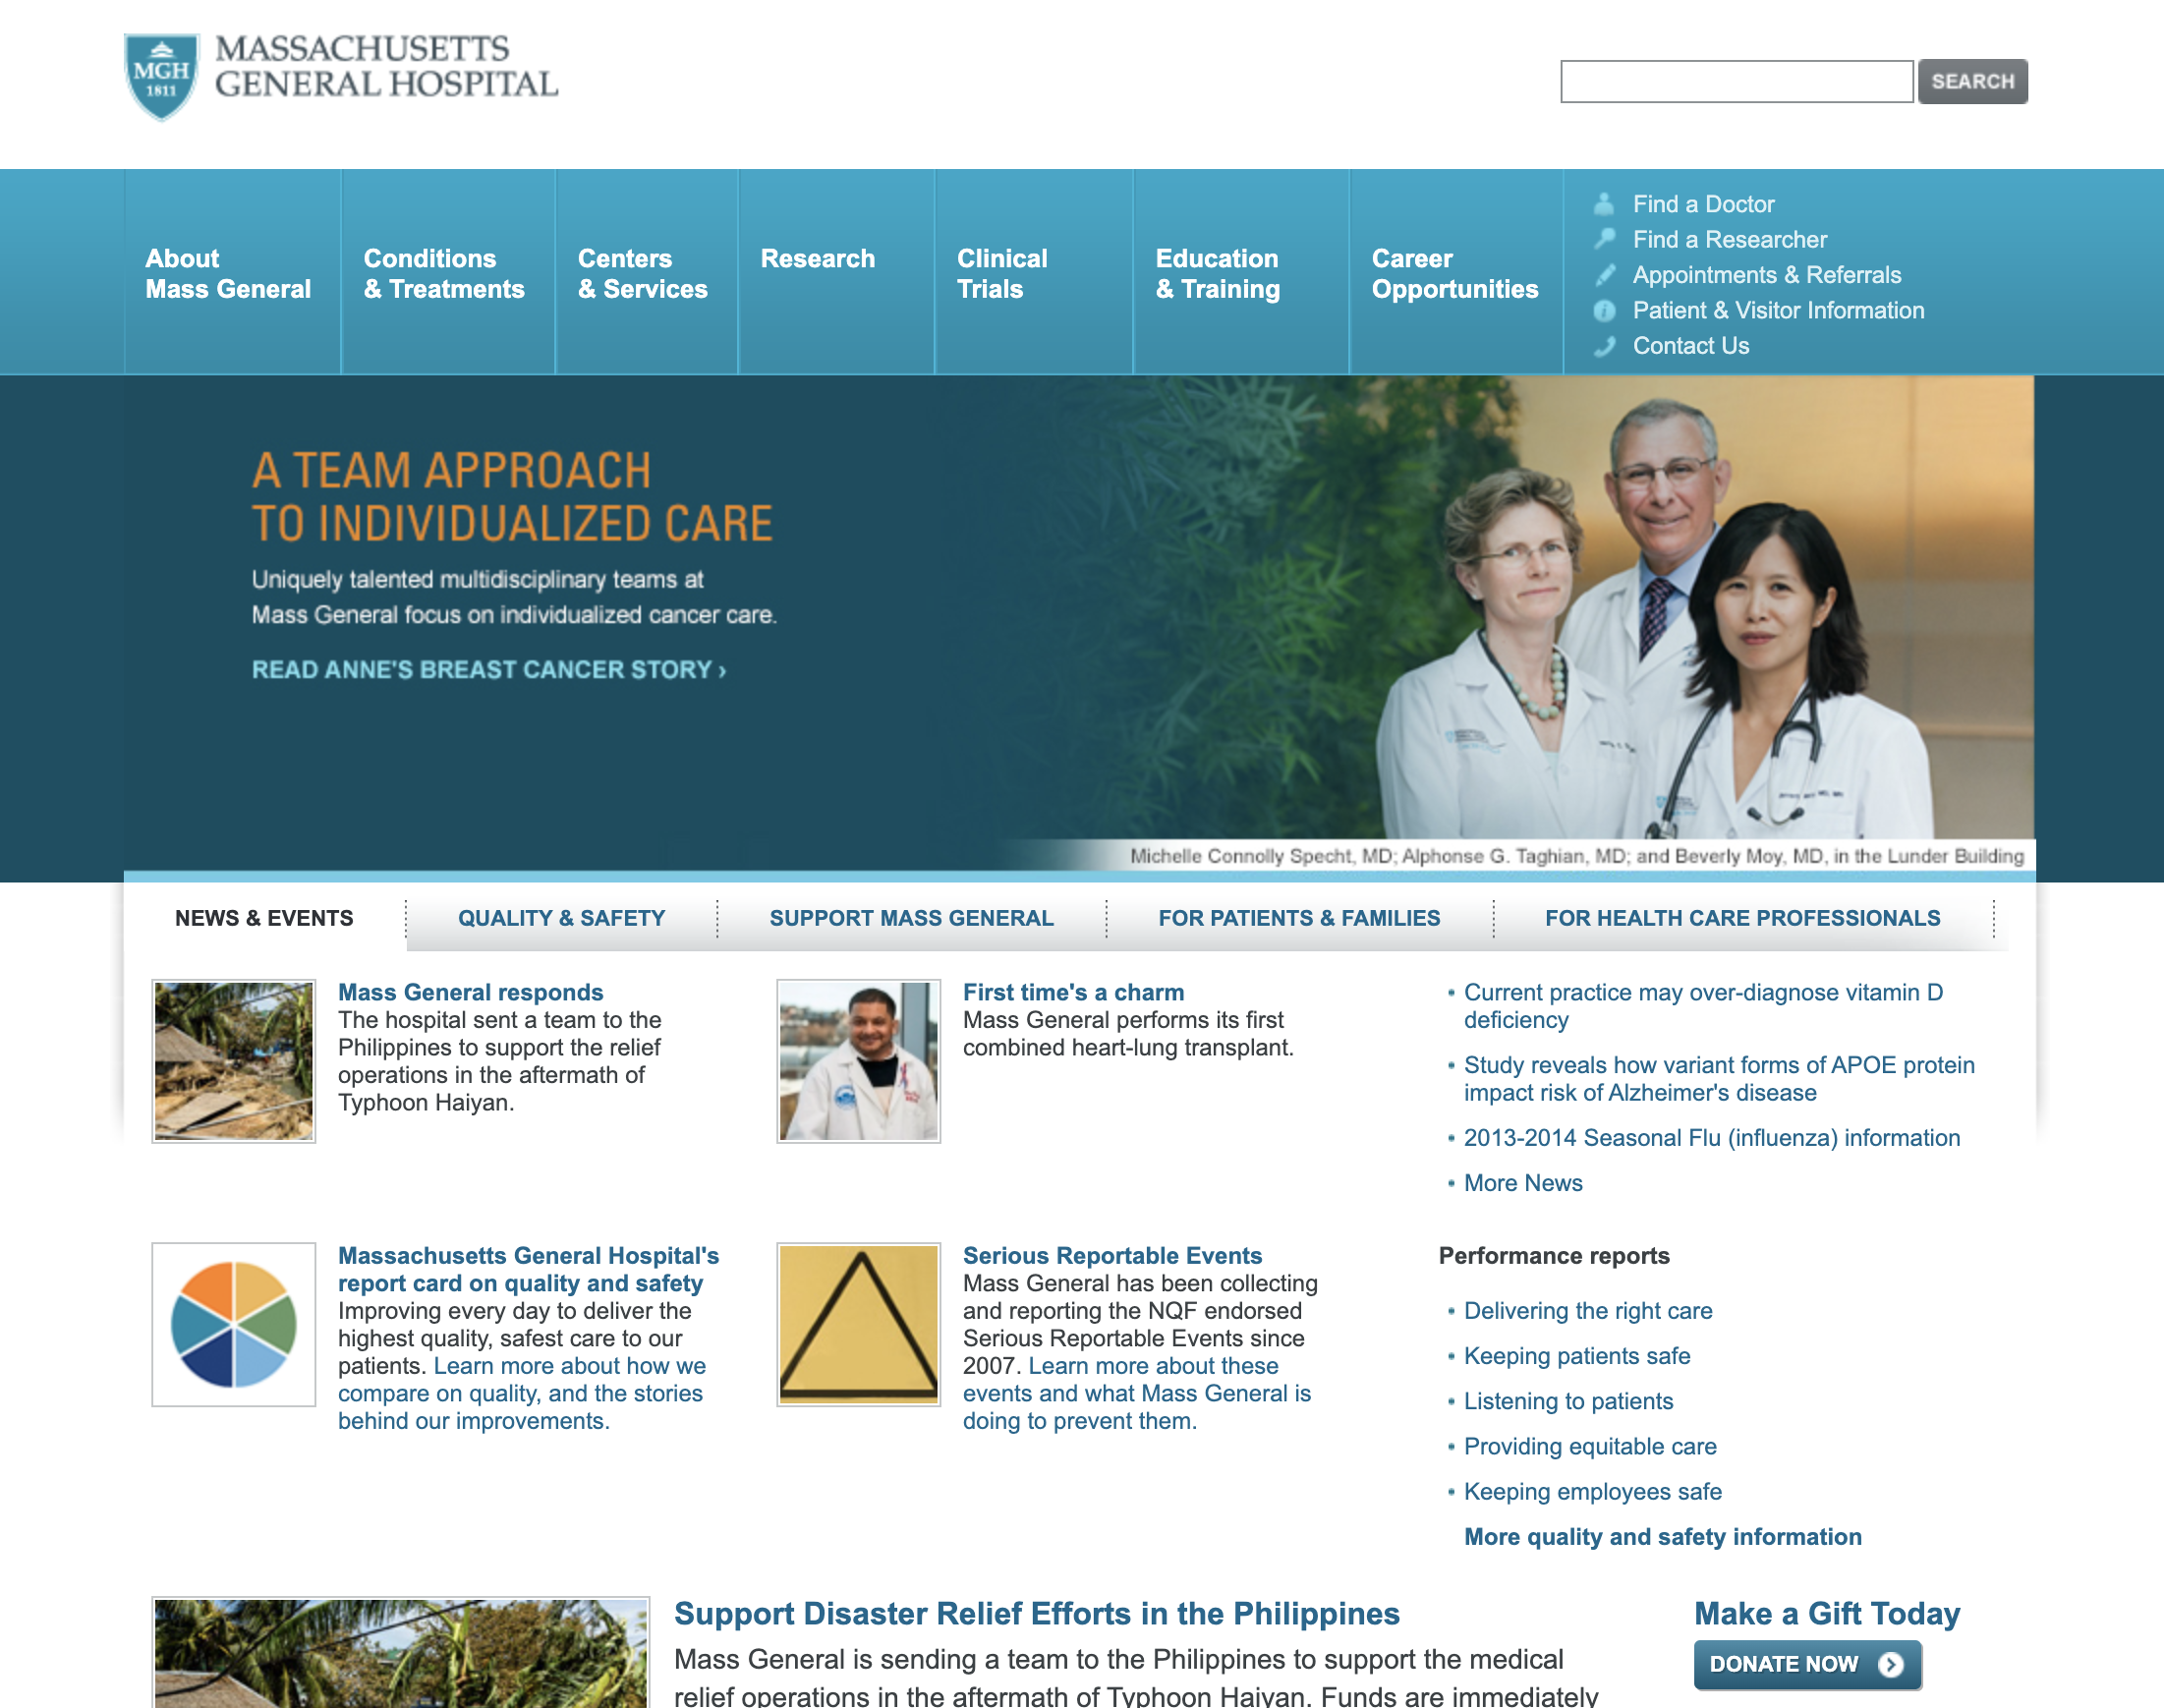 MGH
1811
MASSACHUSETTS
GENERAL HOSPITAL
SEARCH
About
Mass General
Conditions
& Treatments
Centers
& Services
Research
Clinical
Trials
Education
& Training
Career
Opportunities
Find a Doctor
Find a Researcher
Appointments & Referrals
Patient & Visitor Information
Contact Us
A TEAM APPROACH
TO INDIVIDUALIZED CARE
Uniquely talented multidisciplinary teams at
Mass General focus on individualized cancer care.
READ ANNE'S BREAST CANCER STORY ›
Michelle Connolly Specht, MD; Alphonse G. Taghian, MD; and Beverly Moy, MD, in the Lunder Building
NEWS & EVENTS
QUALITY & SAFETY
SUPPORT MASS GENERAL
FOR PATIENTS & FAMILIES
FOR HEALTH CARE PROFESSIONALS
Mass General responds
The hospital sent a team to the
Philippines to support the relief
operations in the aftermath of
Typhoon Haiyan.
First time's a charm
Mass General performs its first
combined heart-lung transplant.
• Current practice may over-diagnose vitamin D
deficiency
• Study reveals how variant forms of APOE protein
impact risk of Alzheimer's disease
• 2013-2014 Seasonal Flu (influenza) information
• More News
Massachusetts General Hospital's
report card on quality and safety
Improving every day to deliver the
highest quality, safest care to our
patients. Learn more about how we
compare on quality, and the stories
behind our improvements.
Serious Reportable Events
Mass General has been collecting
and reporting the NQF endorsed
Serious Reportable Events since
2007. Learn more about these
events and what Mass General is
doing to prevent them.
Performance reports
• Delivering the right care
• Keeping patients safe
• Listening to patients
• Providing equitable care
• Keeping employees safe
More quality and safety information
Support Disaster Relief Efforts in the Philippines
Mass General is sending a team to the Philippines to support the medical
relief operations in the aftermath of Typhoon Haiyan. Funds are immediately
Make a Gift Today
DONATE NOW